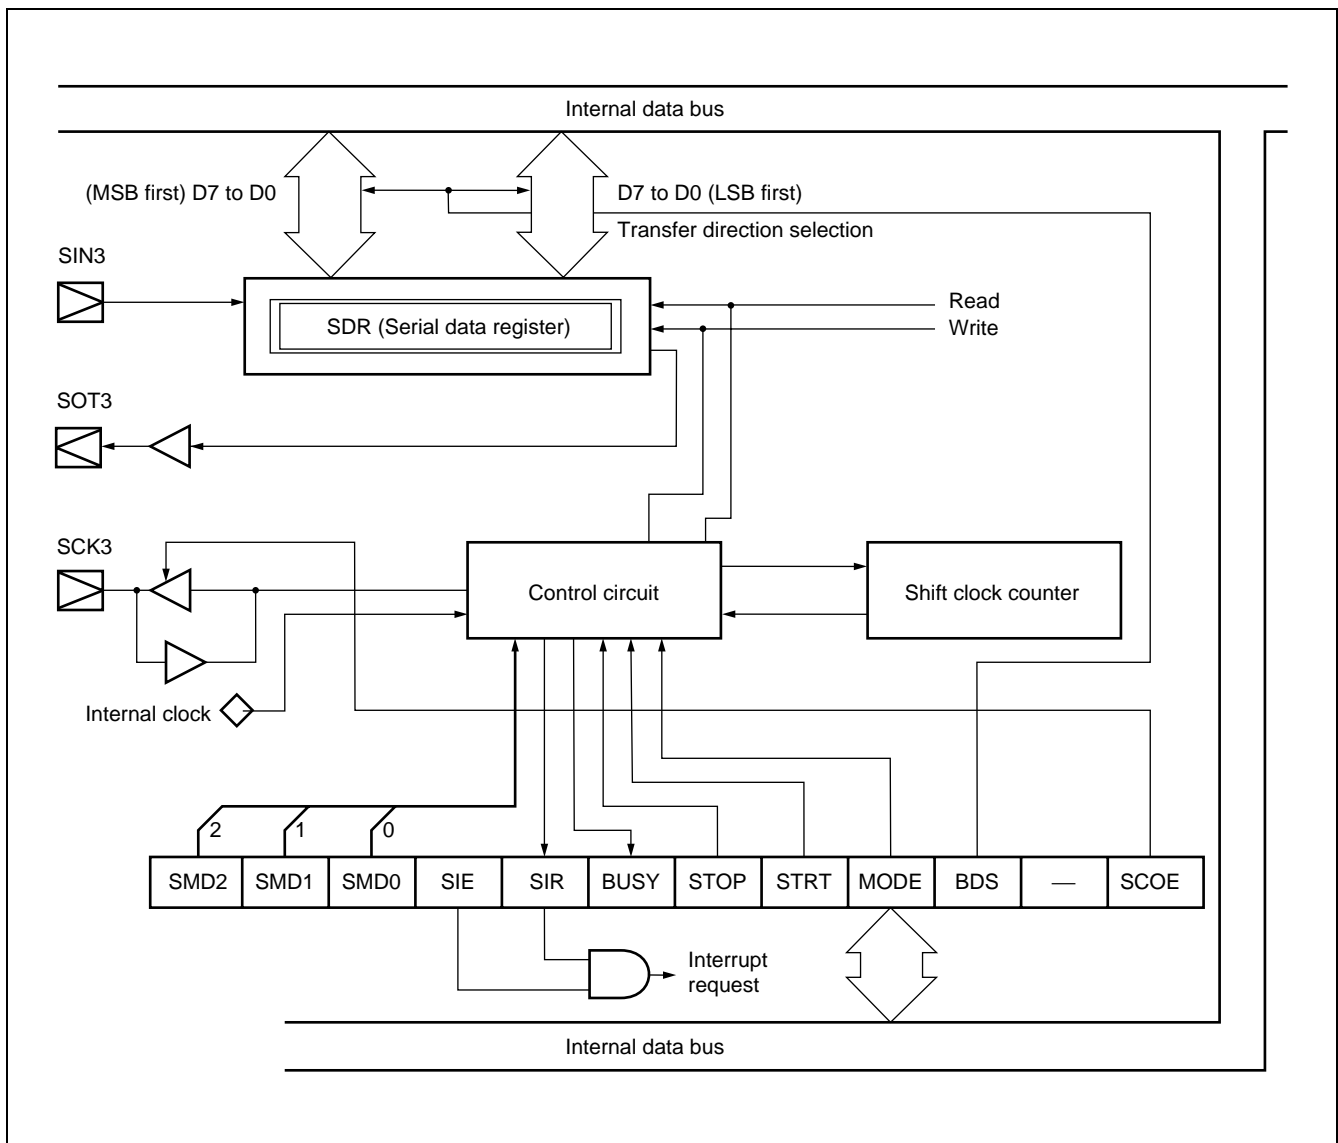 Internal data bus
(MSB first) D7 to D0
D7 to D0 (LSB first)
Transfer direction selection
SIN3
SDR (Serial data register)
Read
Write
SOT3
SCK3
Control circuit
Shift clock counter
Internal clock
2
1
0
SMD2 SMD1 SMD0 SIE SIR BUSY STOP STRT MODE BDS — SCOE
Interrupt
request
Internal data bus